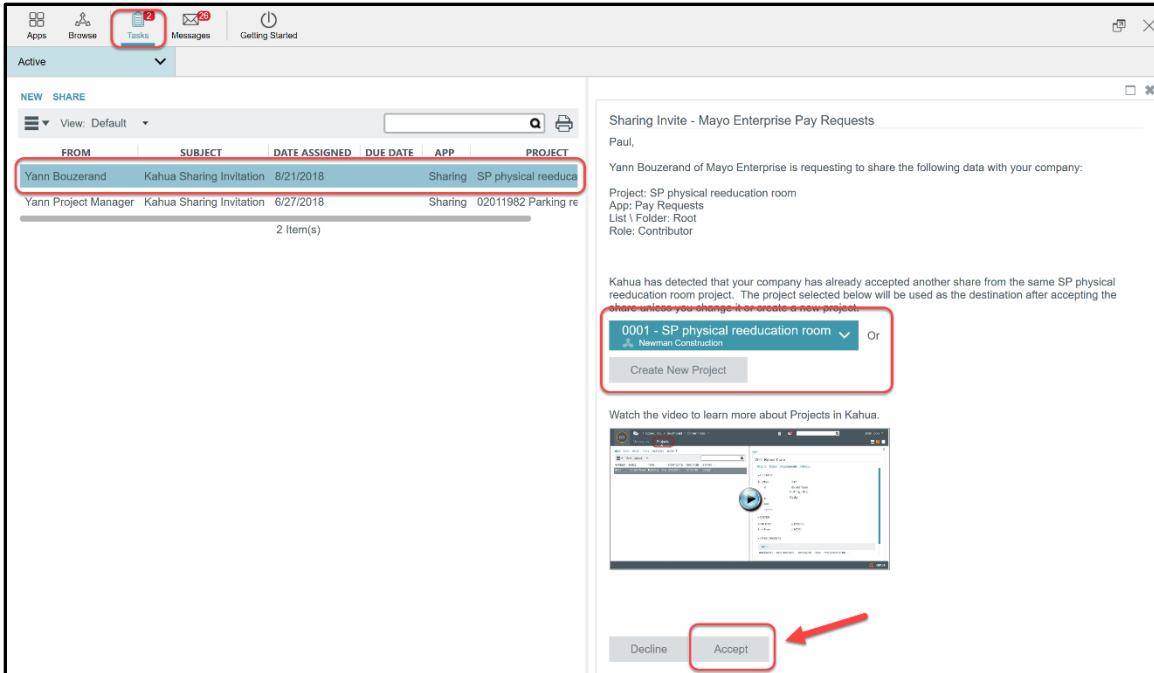 2
26
Apps Browse Tasks Messages Getting Started
Active
NEW SHARE
View: Default
FROM SUBJECT DATE ASSIGNED DUE DATE APP PROJECT
Yann Bouzerand Kahua Sharing Invitation 8/21/2018 Sharing SP physical reeduca
Yann Project Manager Kahua Sharing Invitation 6/27/2018 Sharing 02011982 Parking re
2 Item(s)
Sharing Invite - Mayo Enterprise Pay Requests
Paul,
Yann Bouzerand of Mayo Enterprise is requesting to share the following data with your company:
Project: SP physical reeducation room
App: Pay Requests
List \ Folder: Root
Role: Contributor
Kahua has detected that your company has already accepted another share from the same SP physical
reeducation room project. The project selected below will be used as the destination after accepting the
share unless you change it or create a new project.
0001 - SP physical reeducation room Or
Newman Construction
Create New Project
Watch the video to learn more about Projects in Kahua.
Decline Accept